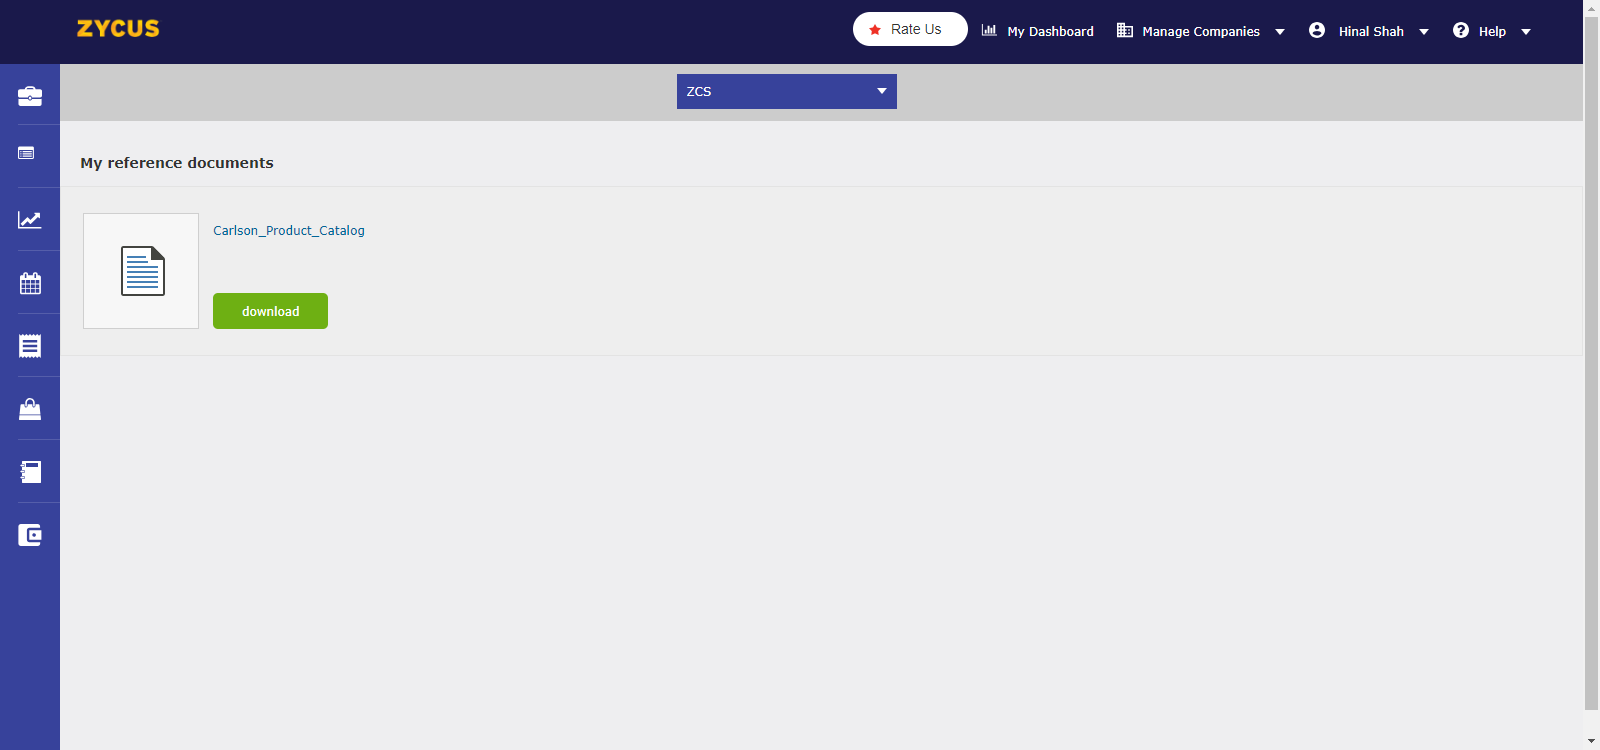 ZYCUS
Rate Us
My Dashboard
Manage Companies
Hinal Shah
Help
ZCS
My reference documents
Carlson_Product_Catalog
download